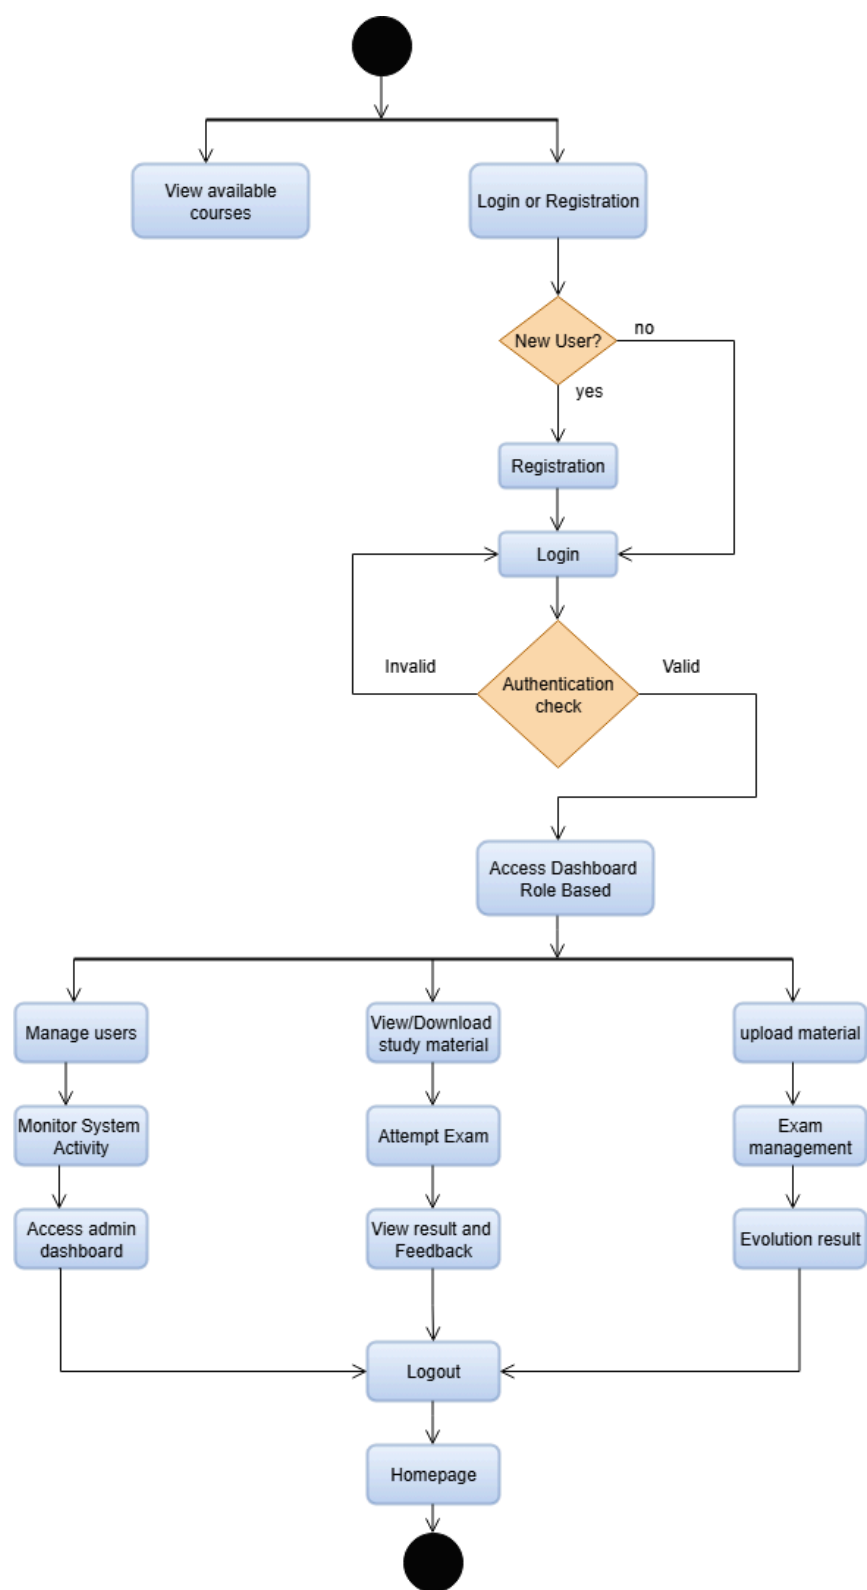 View available
courses
Login or Registration
New User?
no
yes
Registration
Login
Invalid
Valid
Authentication
check
Access Dashboard
Role Based
Manage users
View/Download
study material
upload material
Monitor System
Activity
Attempt Exam
Exam
management
Access admin
dashboard
View result and
Feedback
Evolution result
Logout
Homepage